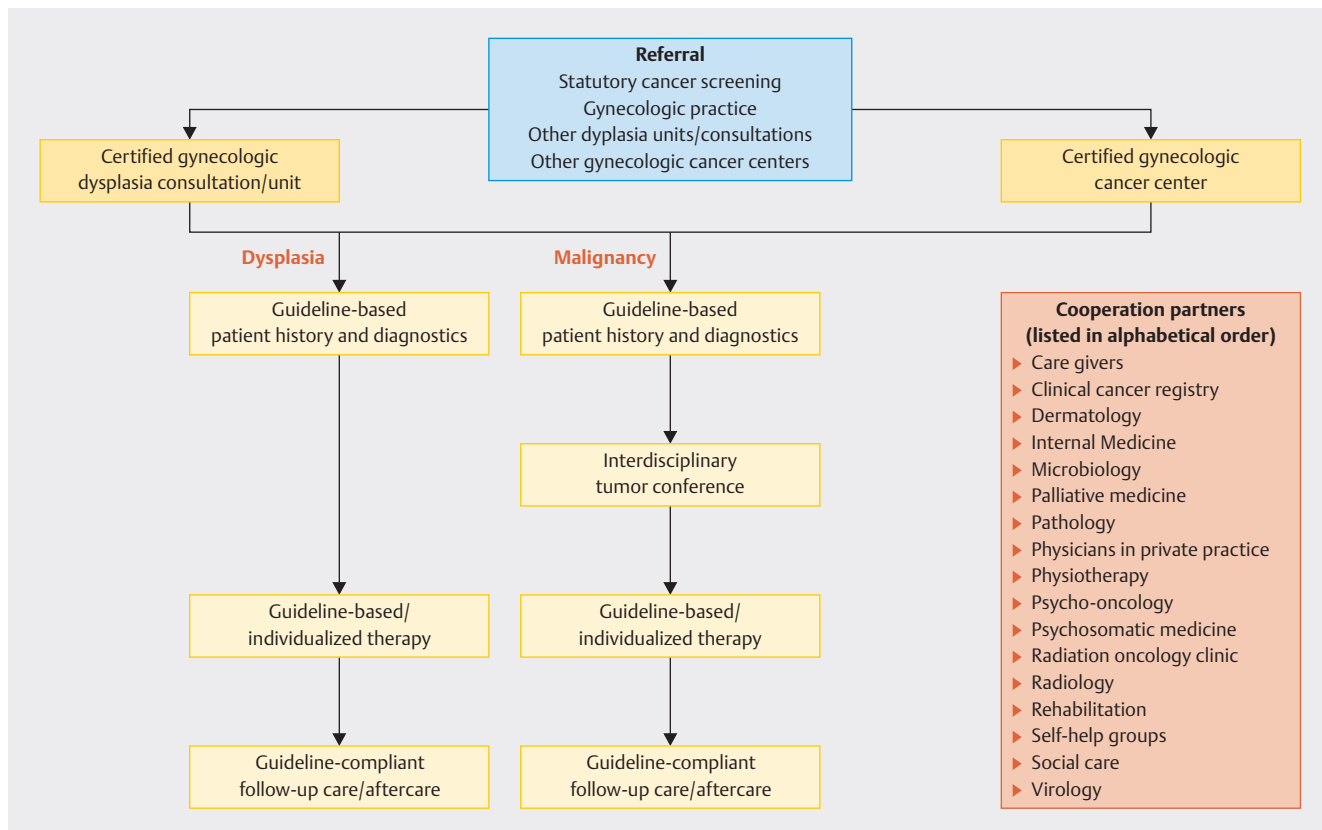 Referral
Statutory cancer screening
Gynecologic practice
Other dyplasia units/consultations
Other gynecologic cancer centers
Certified gynecologic
dysplasia consultation/unit
Certified gynecologic
cancer center
Dysplasia
Malignancy
Guideline-based
patient history and diagnostics
Guideline-based
patient history and diagnostics
Interdisciplinary
tumor conference
Guideline-based/
individualized therapy
Guideline-based/
individualized therapy
Guideline-compliant
follow-up care/aftercare
Guideline-compliant
follow-up care/aftercare
Cooperation partners
(listed in alphabetical order)
Care givers
Clinical cancer registry
Dermatology
Internal Medicine
Microbiology
Palliative medicine
Pathology
Physicians in private practice
Physiotherapy
Psycho-oncology
Psychosomatic medicine
Radiation oncology clinic
Radiology
Rehabilitation
Self-help groups
Social care
Virology